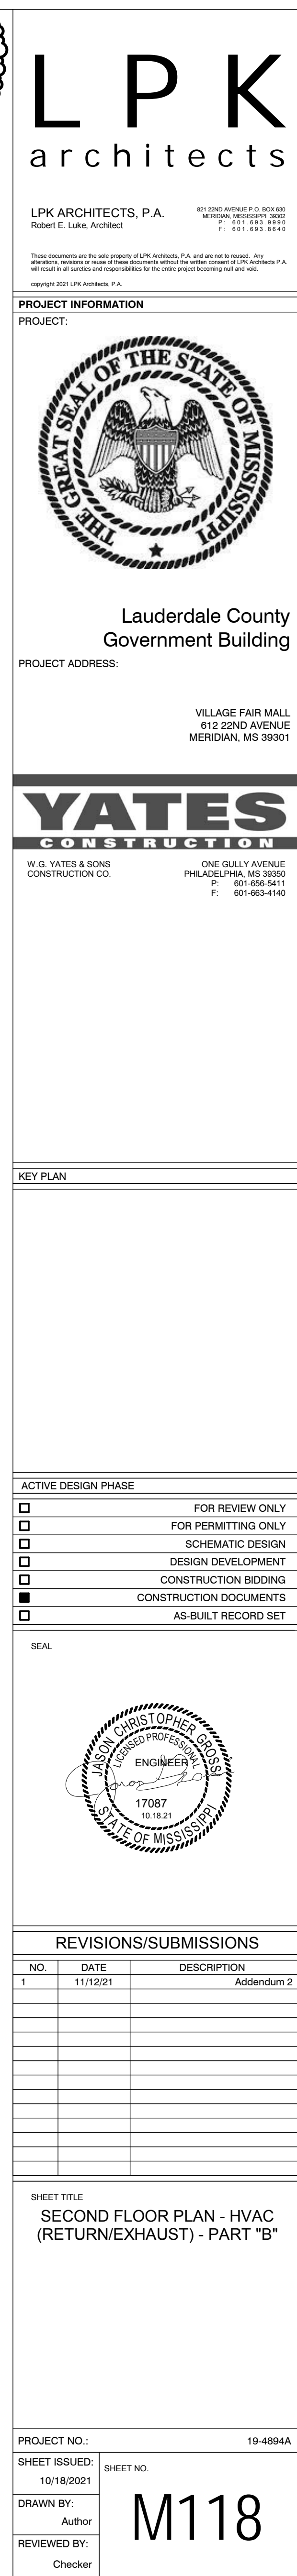 LPK
architects
LPK ARCHITECTS, P.A.
Robert E. Luke, Architect
821 22ND AVENUE P.O. BOX 630
MERIDIAN, MISSISSIPPI 39302
P: 601.693.9990
F: 601.693.8640
These documents are the sole property of LPK Architects, P.A. and are not to reused. Any
alterations, revisions or reuse of these documents without the written consent of LPK Architects P.A.
will result in all sureties and responsibilities for the entire project becoming null and void.
copyright 2021 LPK Architects, P.A.
PROJECT INFORMATION
PROJECT:
THE GREAT SEAL OF THE STATE OF MISSISSIPPI
Lauderdale County
Government Building
PROJECT ADDRESS:
VILLAGE FAIR MALL
612 22ND AVENUE
MERIDIAN, MS 39301
YATES
CONSTRUCTION
W.G. YATES & SONS
CONSTRUCTION CO.
ONE GULLY AVENUE
PHILADELPHIA, MS 39350
P: 601-656-5411
F: 601-663-4140
KEY PLAN
ACTIVE DESIGN PHASE
FOR REVIEW ONLY
FOR PERMITTING ONLY
SCHEMATIC DESIGN
DESIGN DEVELOPMENT
CONSTRUCTION BIDDING
CONSTRUCTION DOCUMENTS
AS-BUILT RECORD SET
SEAL
JASON CHRISTOPHER GROSSI
LICENSED PROFESSIONAL
ENGINEER
17087
10.18.21
STATE OF MISSISSIPPI
REVISIONS/SUBMISSIONS
NO. DATE DESCRIPTION
1 11/12/21 Addendum 2
SHEET TITLE
SECOND FLOOR PLAN - HVAC
(RETURN/EXHAUST) - PART "B"
PROJECT NO.: 19-4894A
SHEET ISSUED:
10/18/2021
DRAWN BY:
Author
REVIEWED BY:
Checker
SHEET NO.
M118